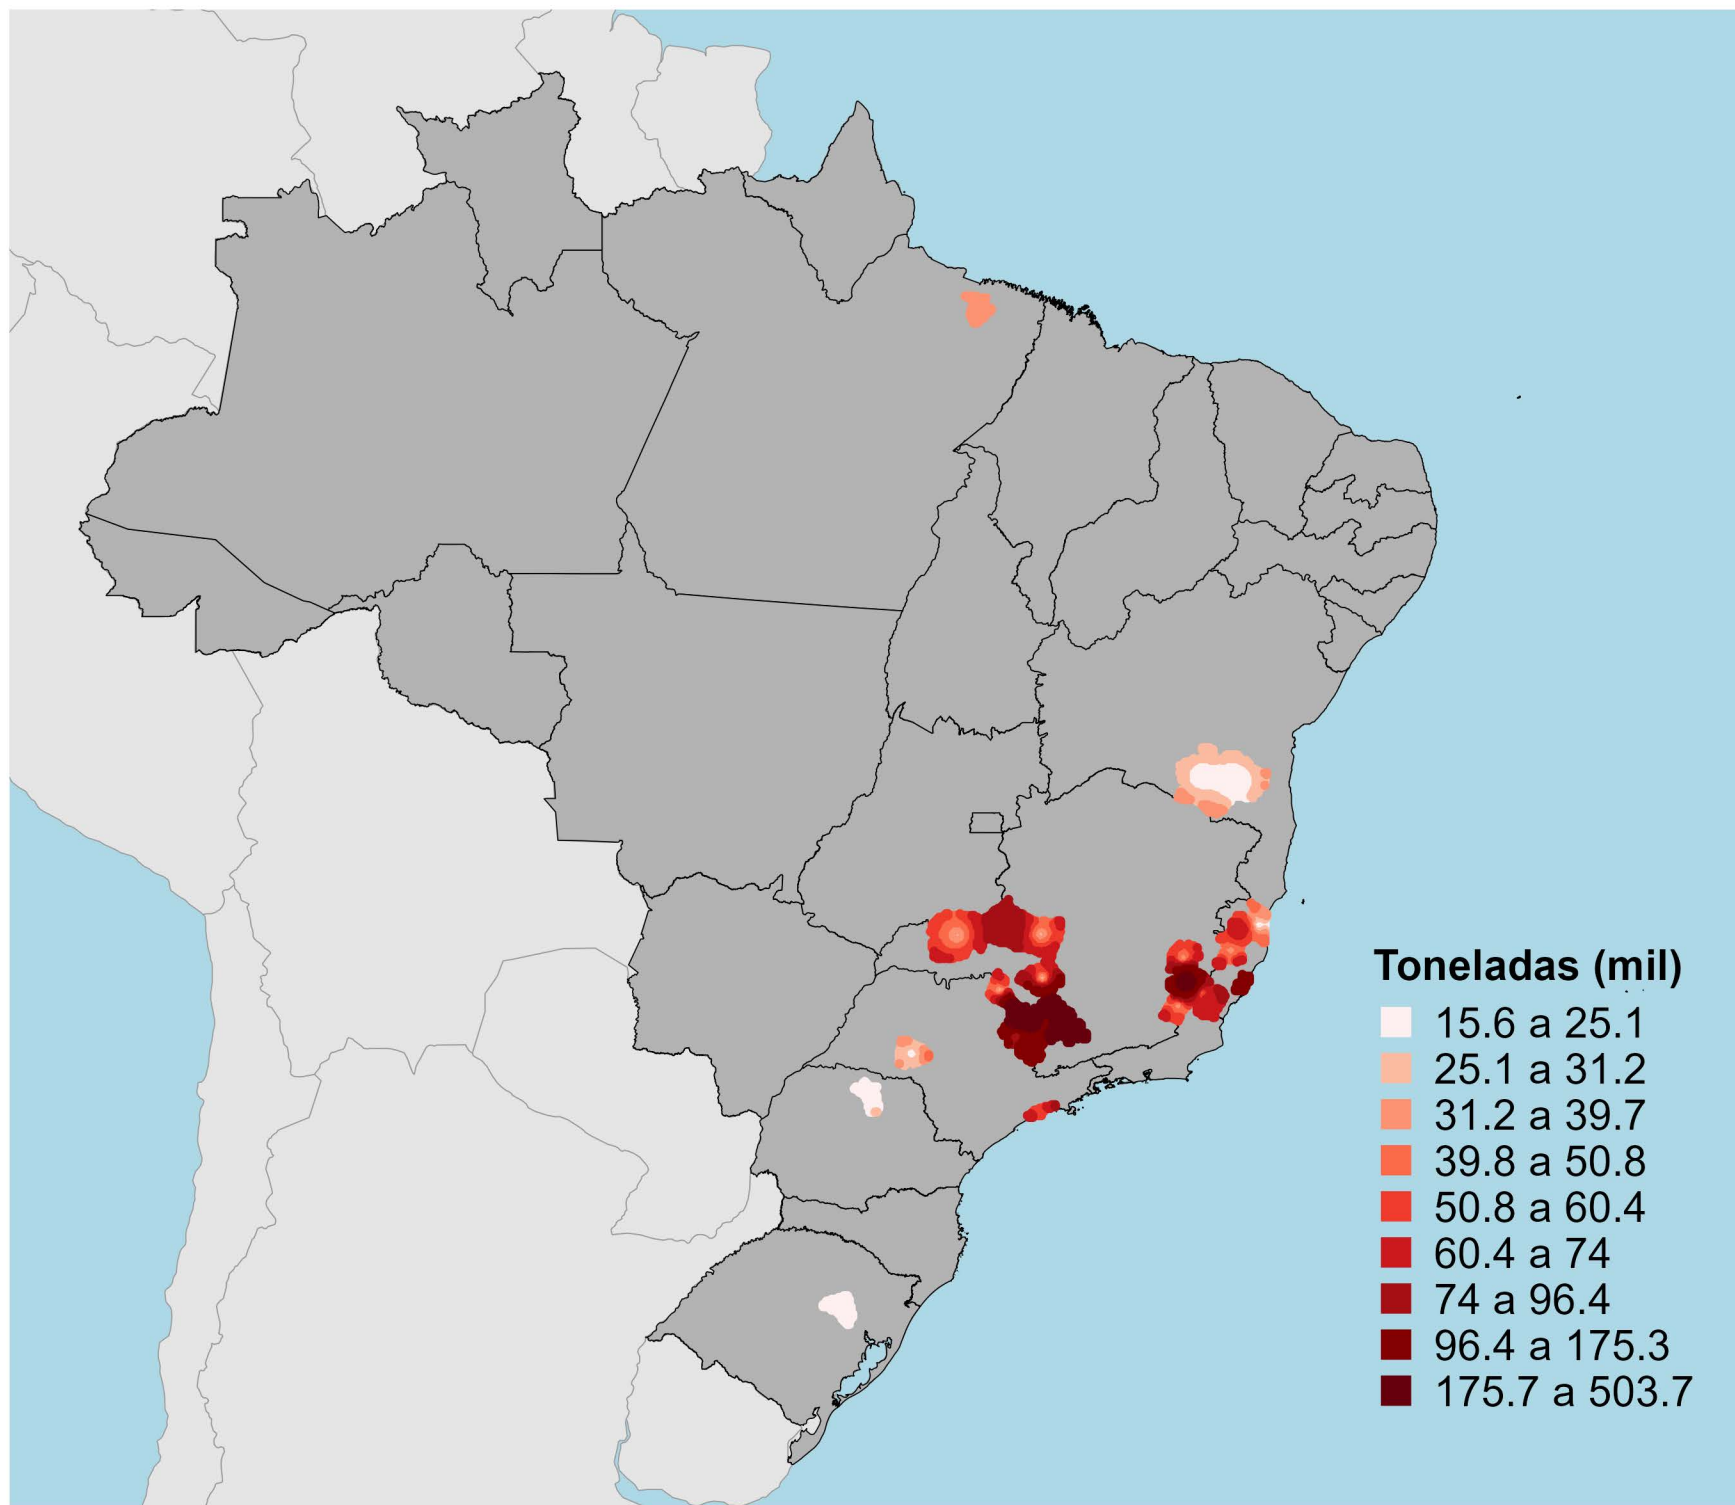 Toneladas (mil)
15.6 a 25.1
25.1 a 31.2
31.2 a 39.7
39.8 a 50.8
50.8 a 60.4
60.4 a 74
74 a 96.4
96.4 a 175.3
175.7 a 503.7